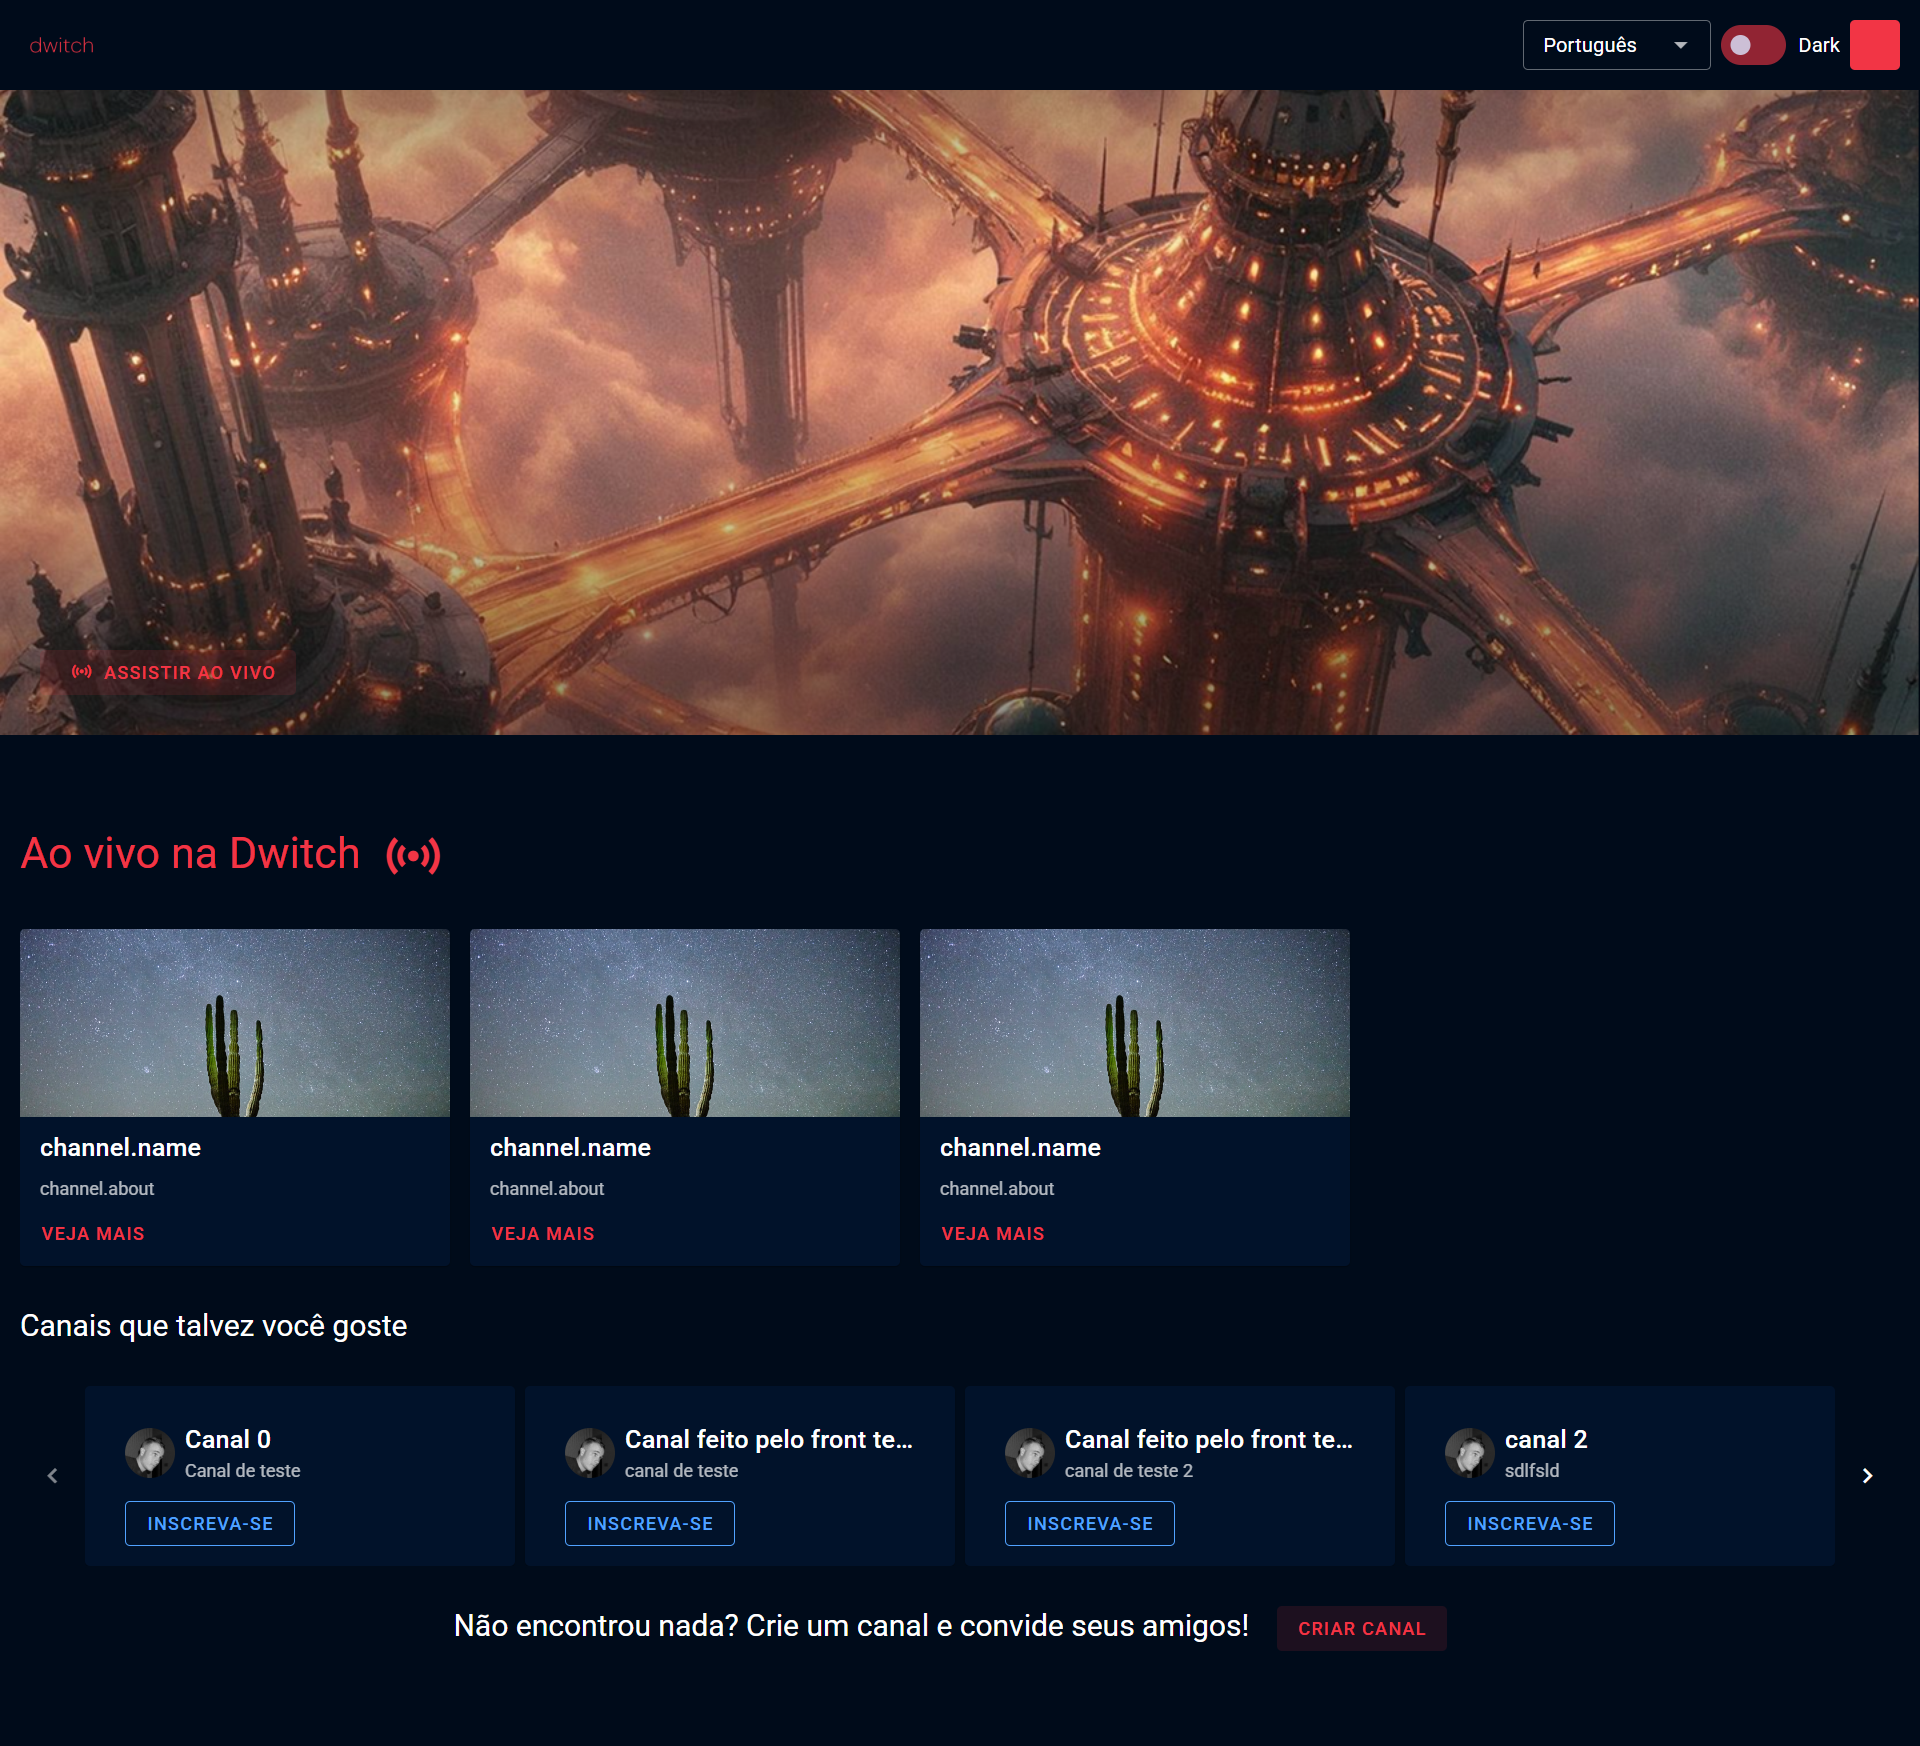 dwitch
Português
Dark
ASSISTIR AO VIVO
Ao vivo na Dwitch
channel.name
channel.about
VEJA MAIS
channel.name
channel.about
VEJA MAIS
channel.name
channel.about
VEJA MAIS
Canais que talvez você goste
Canal 0
Canal de teste
INSCREVA-SE
Canal feito pelo front te...
canal de teste
INSCREVA-SE
Canal feito pelo front te...
canal de teste 2
INSCREVA-SE
canal 2
sdlfsld
INSCREVA-SE
Não encontrou nada? Crie um canal e convide seus amigos!
CRIAR CANAL